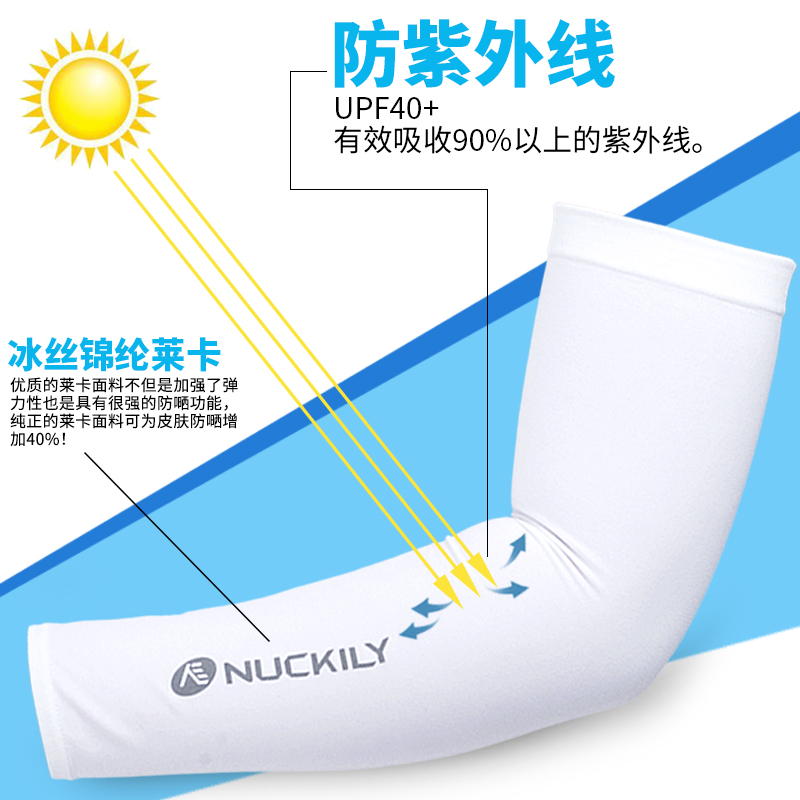 防紫外线
UPF40+
有效吸收90%以上的紫外线。
冰丝锦纶莱卡
优质的莱卡面料不但是加强了弹
力性也是具有很强的防嗮功能，
纯正的莱卡面料可为皮肤防嗮增
加40%！
NUCKILY